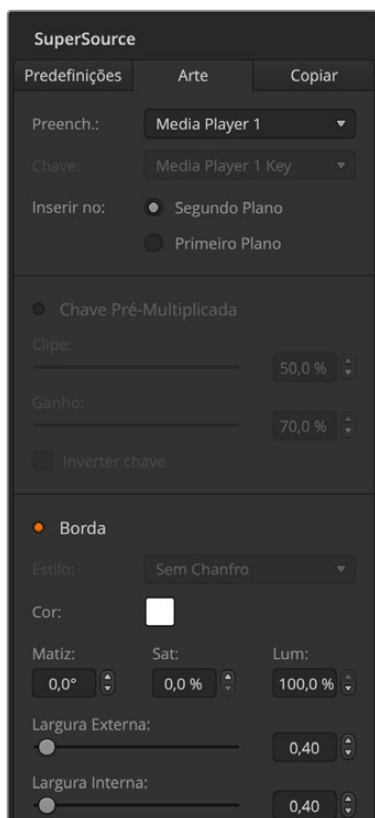 SuperSource
Predefinições Arte Copiar
Preench.: Media Player 1
Chave: Media Player 1 Key
Inserir no: Segundo Plano
Primeiro Plano
Chave Pré-Multiplicada
Clipe:
50,0 %
Ganho:
70,0 %
Inverter chave
Borda
Estilo: Sem Chanfro
Cor:
Matiz: Sat: Lum:
0,0° 0,0 % 100,0 %
Largura Externa:
0,40
Largura Interna:
0,40